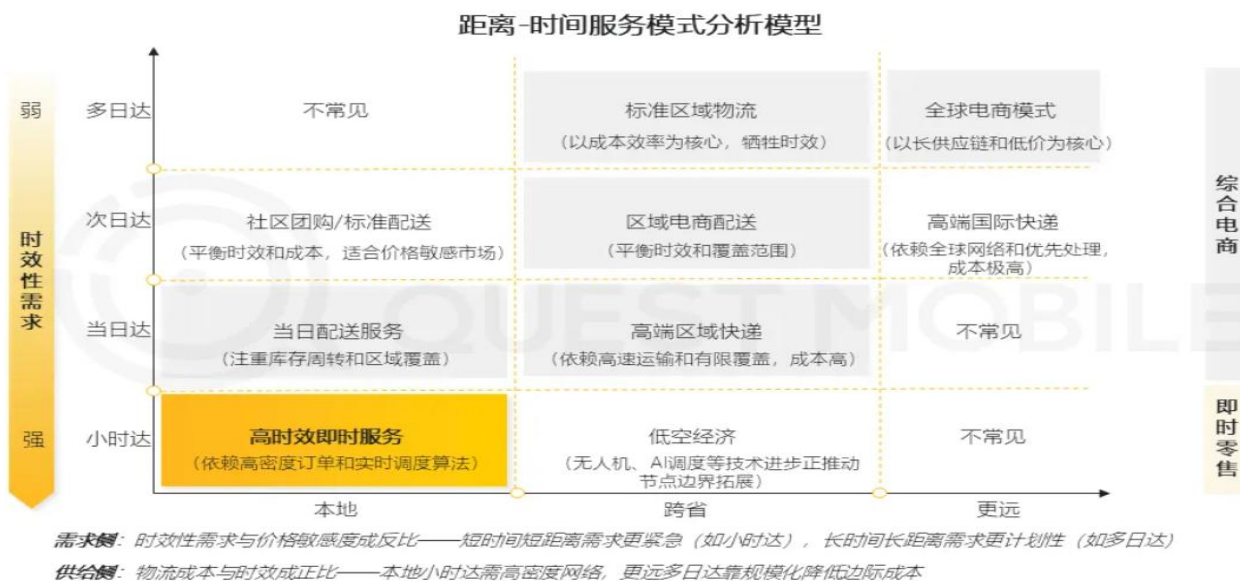 距离-时间服务模式分析模型
弱
时效性需求
强
多日达
不常见
标准区域物流
(以成本效率为核心，牺牲时效)
全球电商模式
(以长供应链和低价为核心)
次日达
社区团购/标准配送
(平衡时效和成本，适合价格敏感市场)
区域电商配送
(平衡时效和覆盖范围)
高端国际快递
(依赖全球网络和优先处理，
成本极高)
当日达
当日配送服务
(注重库存周转和区域覆盖)
高端区域快递
(依赖高速运输和有限覆盖，成本高)
不常见
小时达
高时效即时服务
(依赖高密度订单和实时调度算法)
低空经济
(无人机、AI调度等技术进步正推动
节点边界拓展)
不常见
本地
跨省
更远
综合电商
即时零售
QUEST MOBILE
需求侧：时效性需求与价格敏感度成反比——短时间短距离需求更紧急（如小时达），长时间长距离需求更计划性（如多日达）
供给侧：物流成本与时效成正比——本地小时达需高密度网络，更远多日达靠规模化降低边际成本